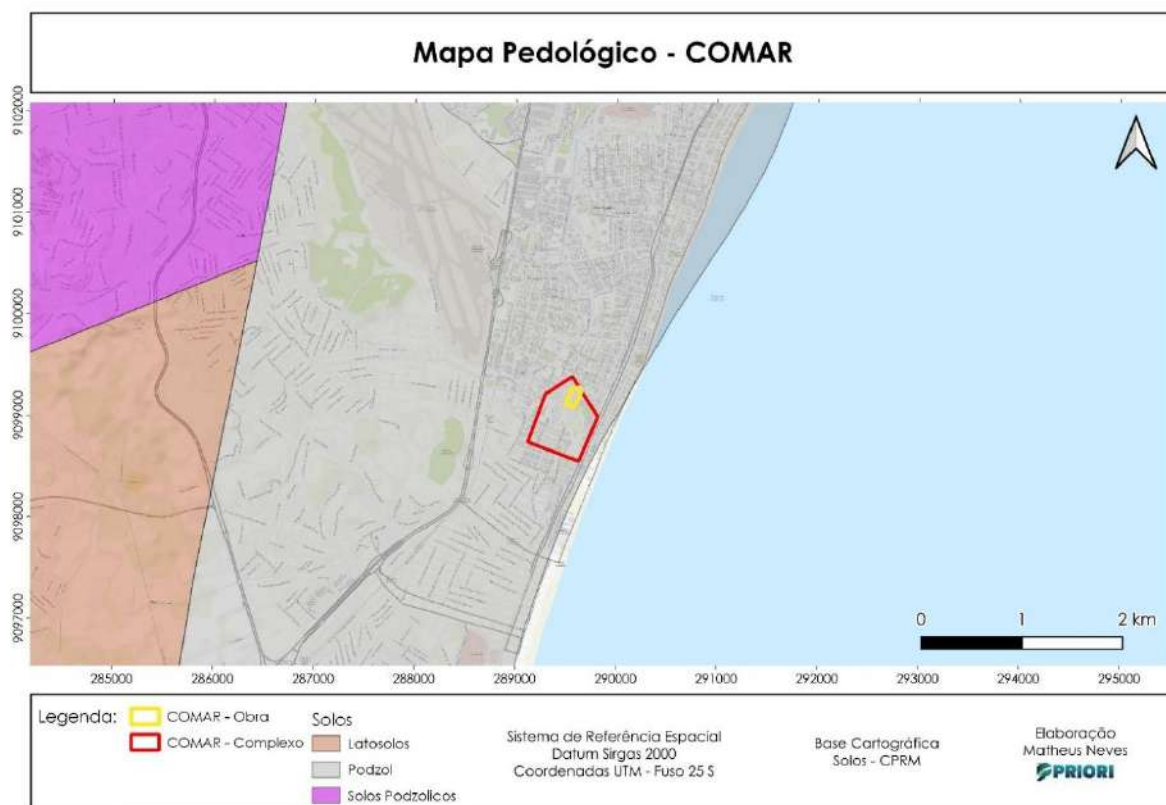 Mapa Pedológico - COMAR
9102000
9101000
9100000
9099000
9098000
9097000
0 1 2 km
285000 286000 287000 288000 289000 290000 291000 292000 293000 294000 295000
Legenda:
COMAR - Obra
COMAR - Complexo
Solos
Latosolos
Podzol
Solos Podzolicos
Sistema de Referência Espacial
Datum Sirgas 2000
Coordenadas UTM - Fuso 25 S
Base Cartográfica
Solos - CPRM
Elaboração
Matheus Neves
PRIORI